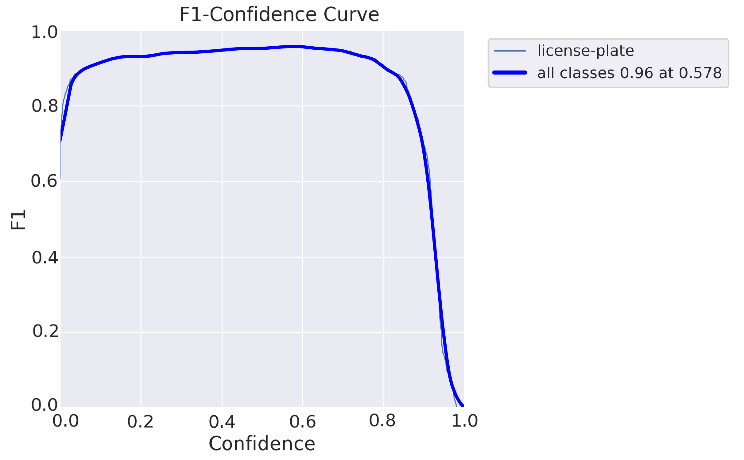 F1-Confidence Curve
license-plate
all classes 0.96 at 0.578
1.0
0.8
0.6
0.4
0.2
0.0
F1
0.0 0.2 0.4 0.6 0.8 1.0
Confidence